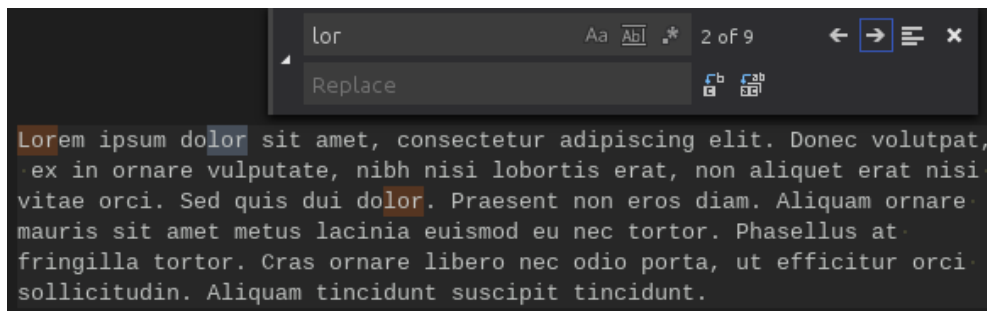 lor Aa Abl .* 2 of 9
Replace
Lorem ipsum dolor sit amet, consectetur adipiscing elit. Donec volutpat,
ex in ornare vulputate, nibh nisi lobortis erat, non aliquet erat nisi
vitae orci. Sed quis dui dolor. Praesent non eros diam. Aliquam ornare
mauris sit amet metus lacinia euismod eu nec tortor. Phasellus at
fringilla tortor. Cras ornare libero nec odio porta, ut efficitur orci
sollicitudin. Aliquam tincidunt suscipit tincidunt.